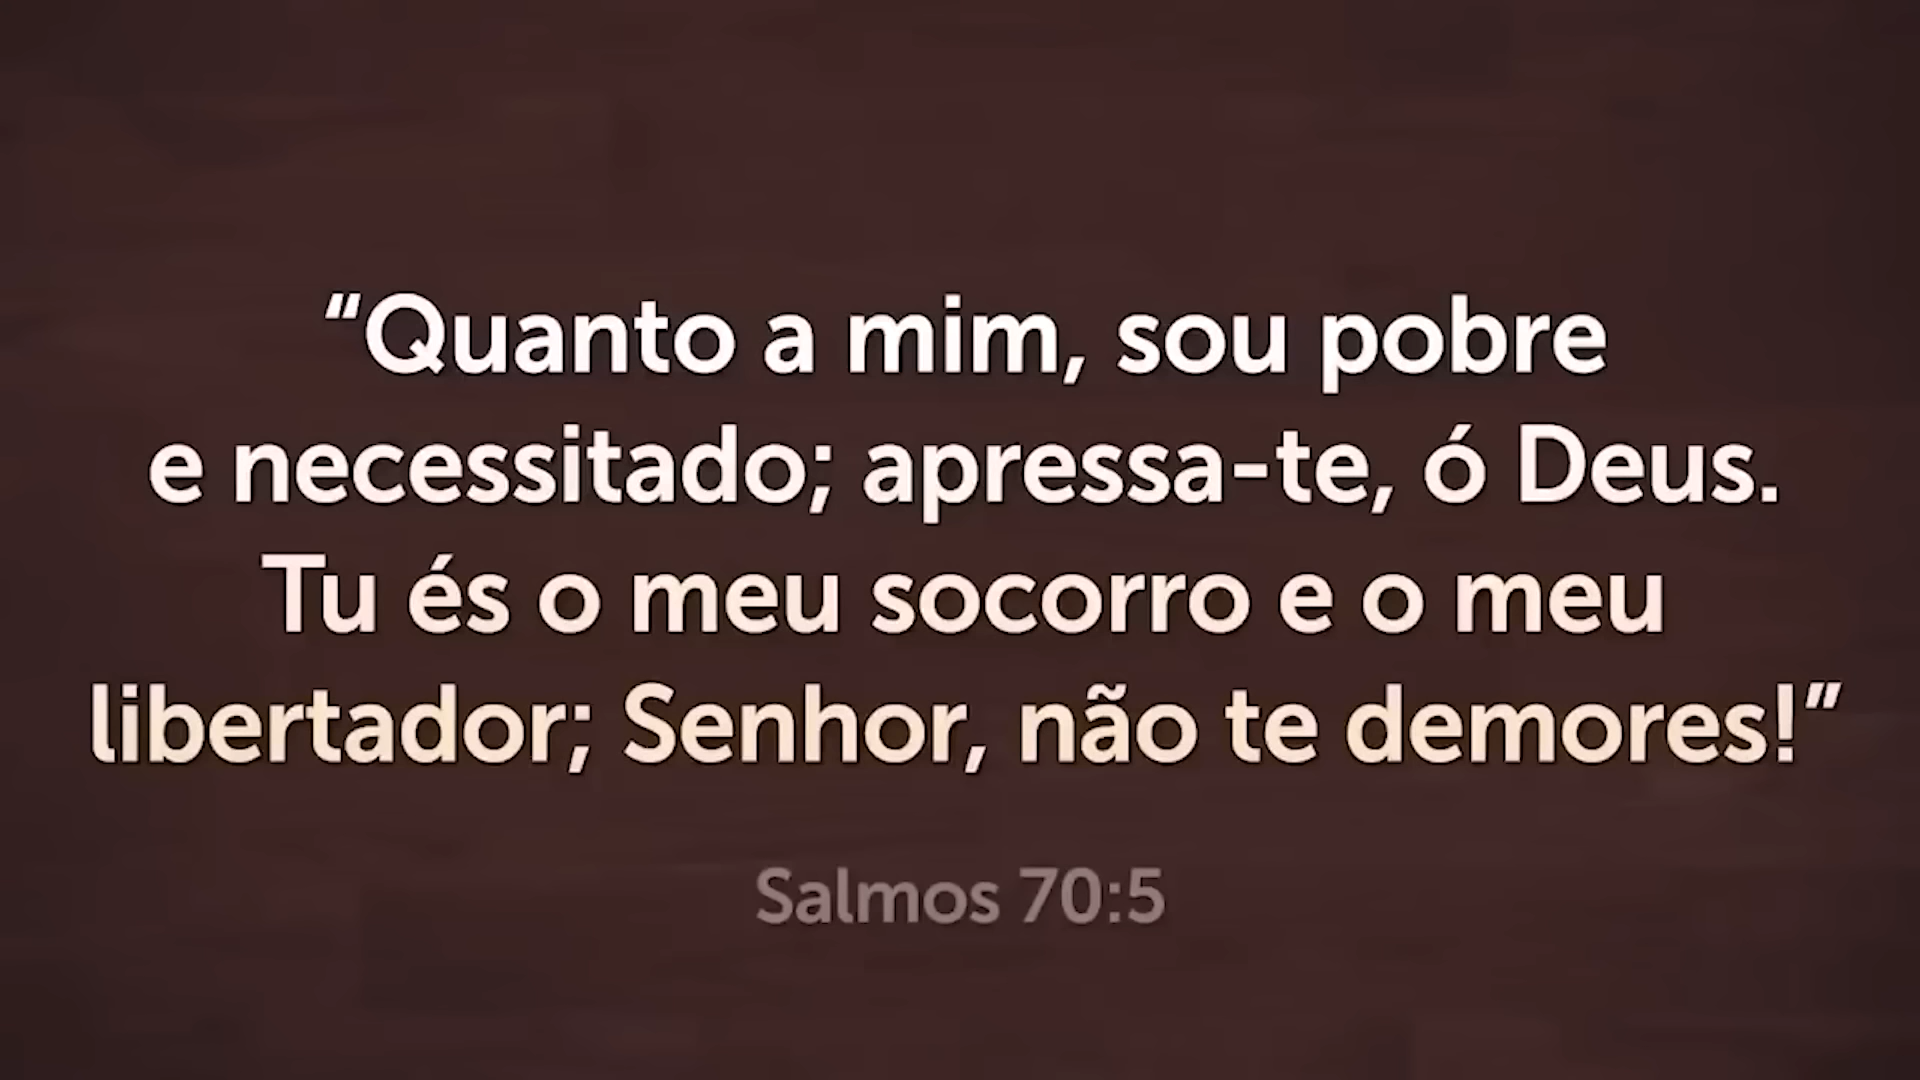 “Quanto a mim, sou pobre
e necessitado; apressa-te, ó Deus.
Tu és o meu socorro e o meu
libertador; Senhor, não te demores!”
Salmos 70:5